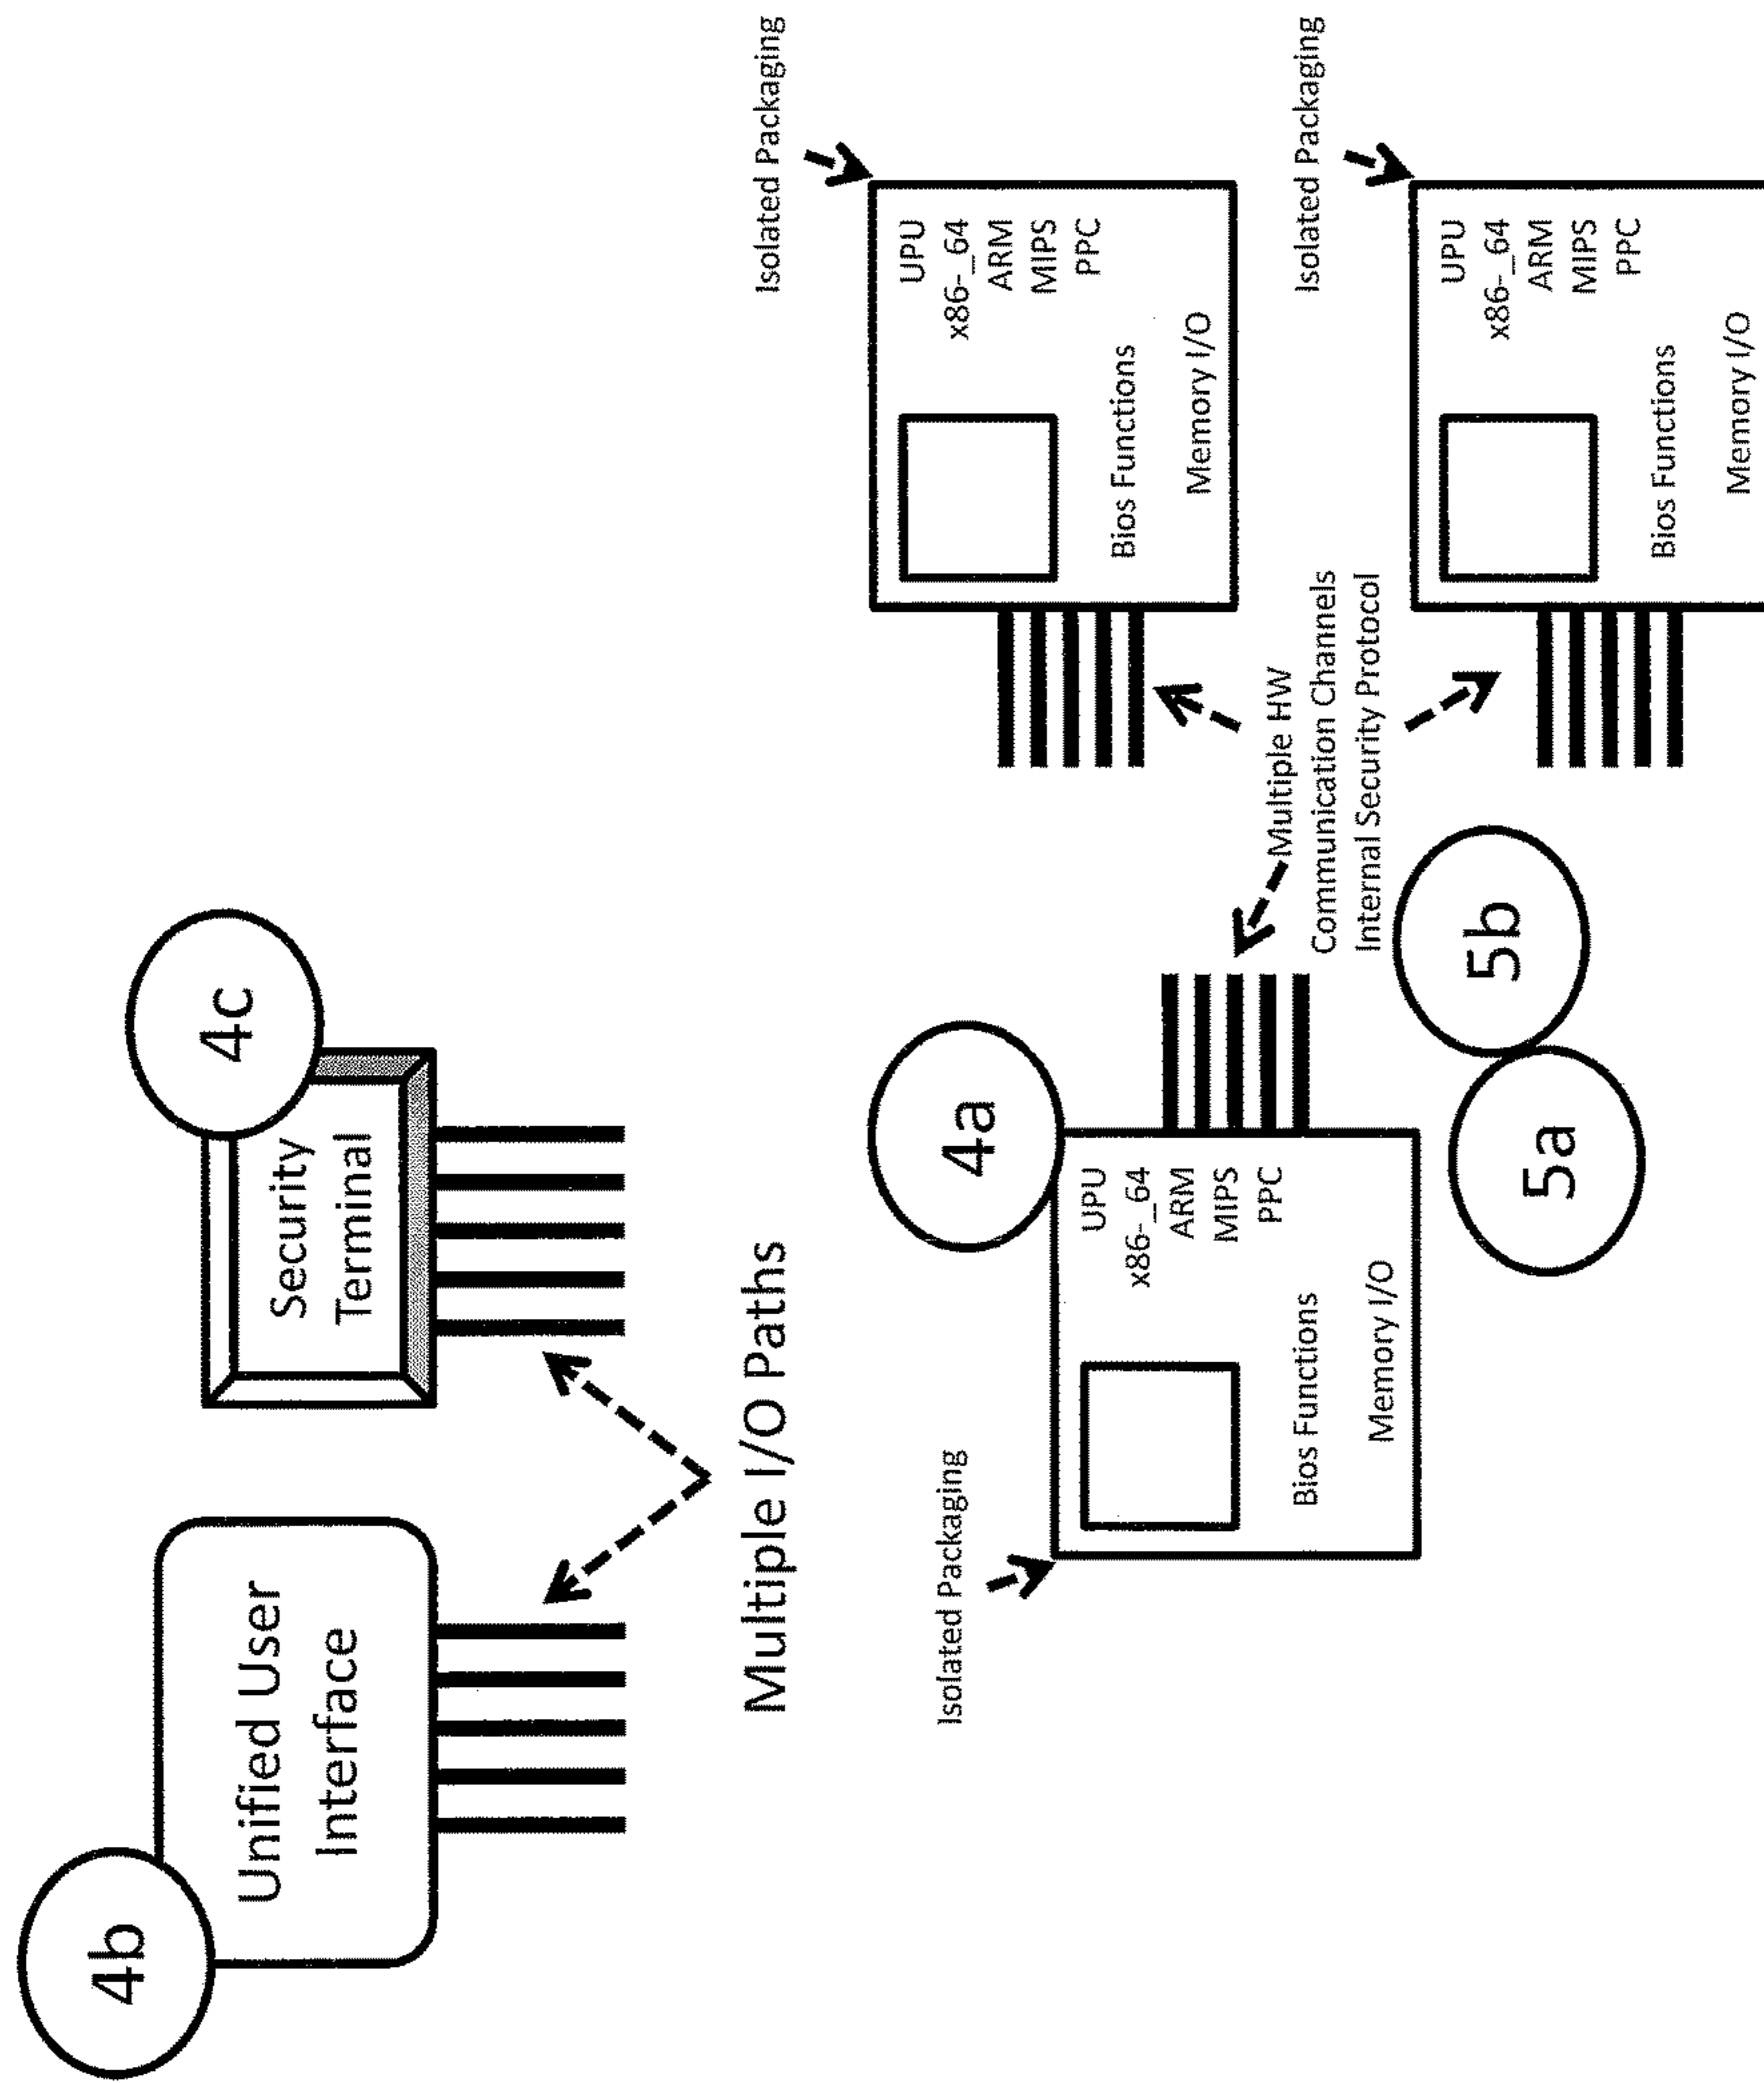 4b
Unified User
Interface
4c
Security
Terminal
Multiple I/O Paths
Isolated Packaging
4a
UPU
x86-_64
ARM
MIPS
PPC
Bios Functions
Memory I/O
Multiple HW
Communication Channels
Internal Security Protocol
5a
5b
Isolated Packaging
UPU
x86-_64
ARM
MIPS
PPC
Bios Functions
Memory I/O
Isolated Packaging
UPU
x86-_64
ARM
MIPS
PPC
Bios Functions
Memory I/O